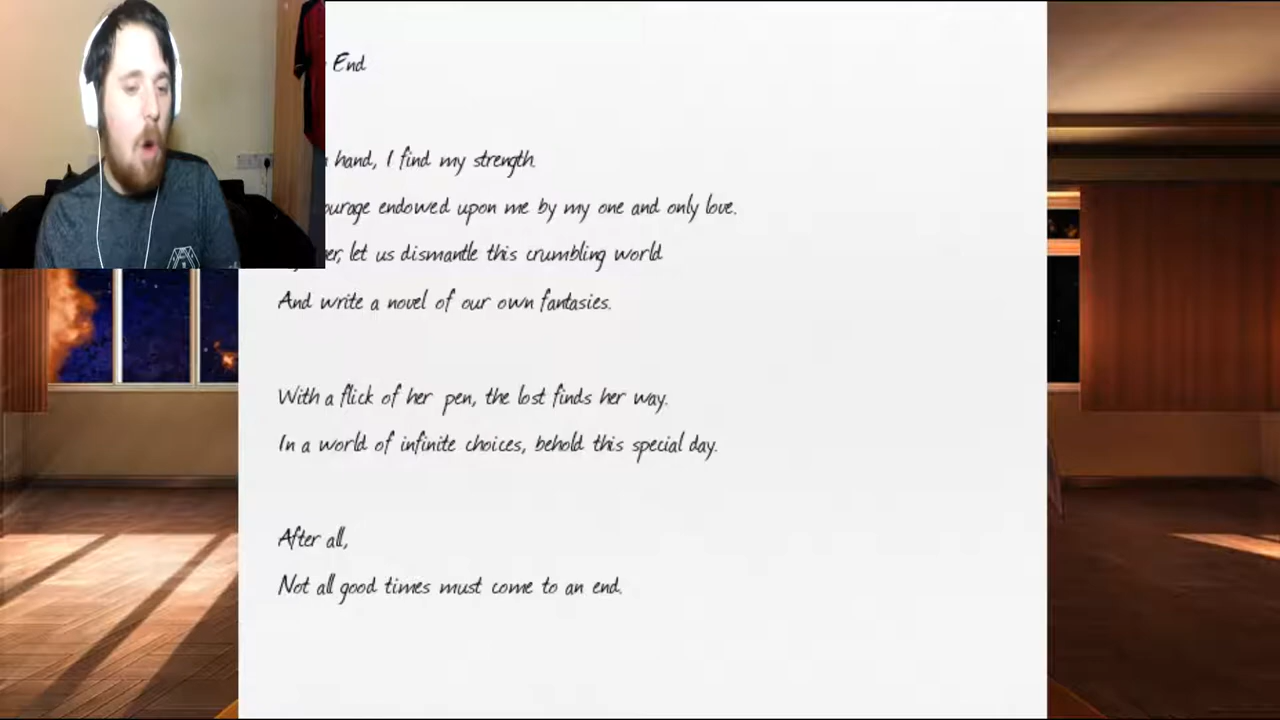 End
hand, I find my strength.
ourage endowed upon me by my one and only love.
er, let us dismantle this crumbling world
And write a novel of our own fantasies.
With a flick of her pen, the lost finds her way.
In a world of infinite choices, behold this special day.
After all,
Not all good times must come to an end.